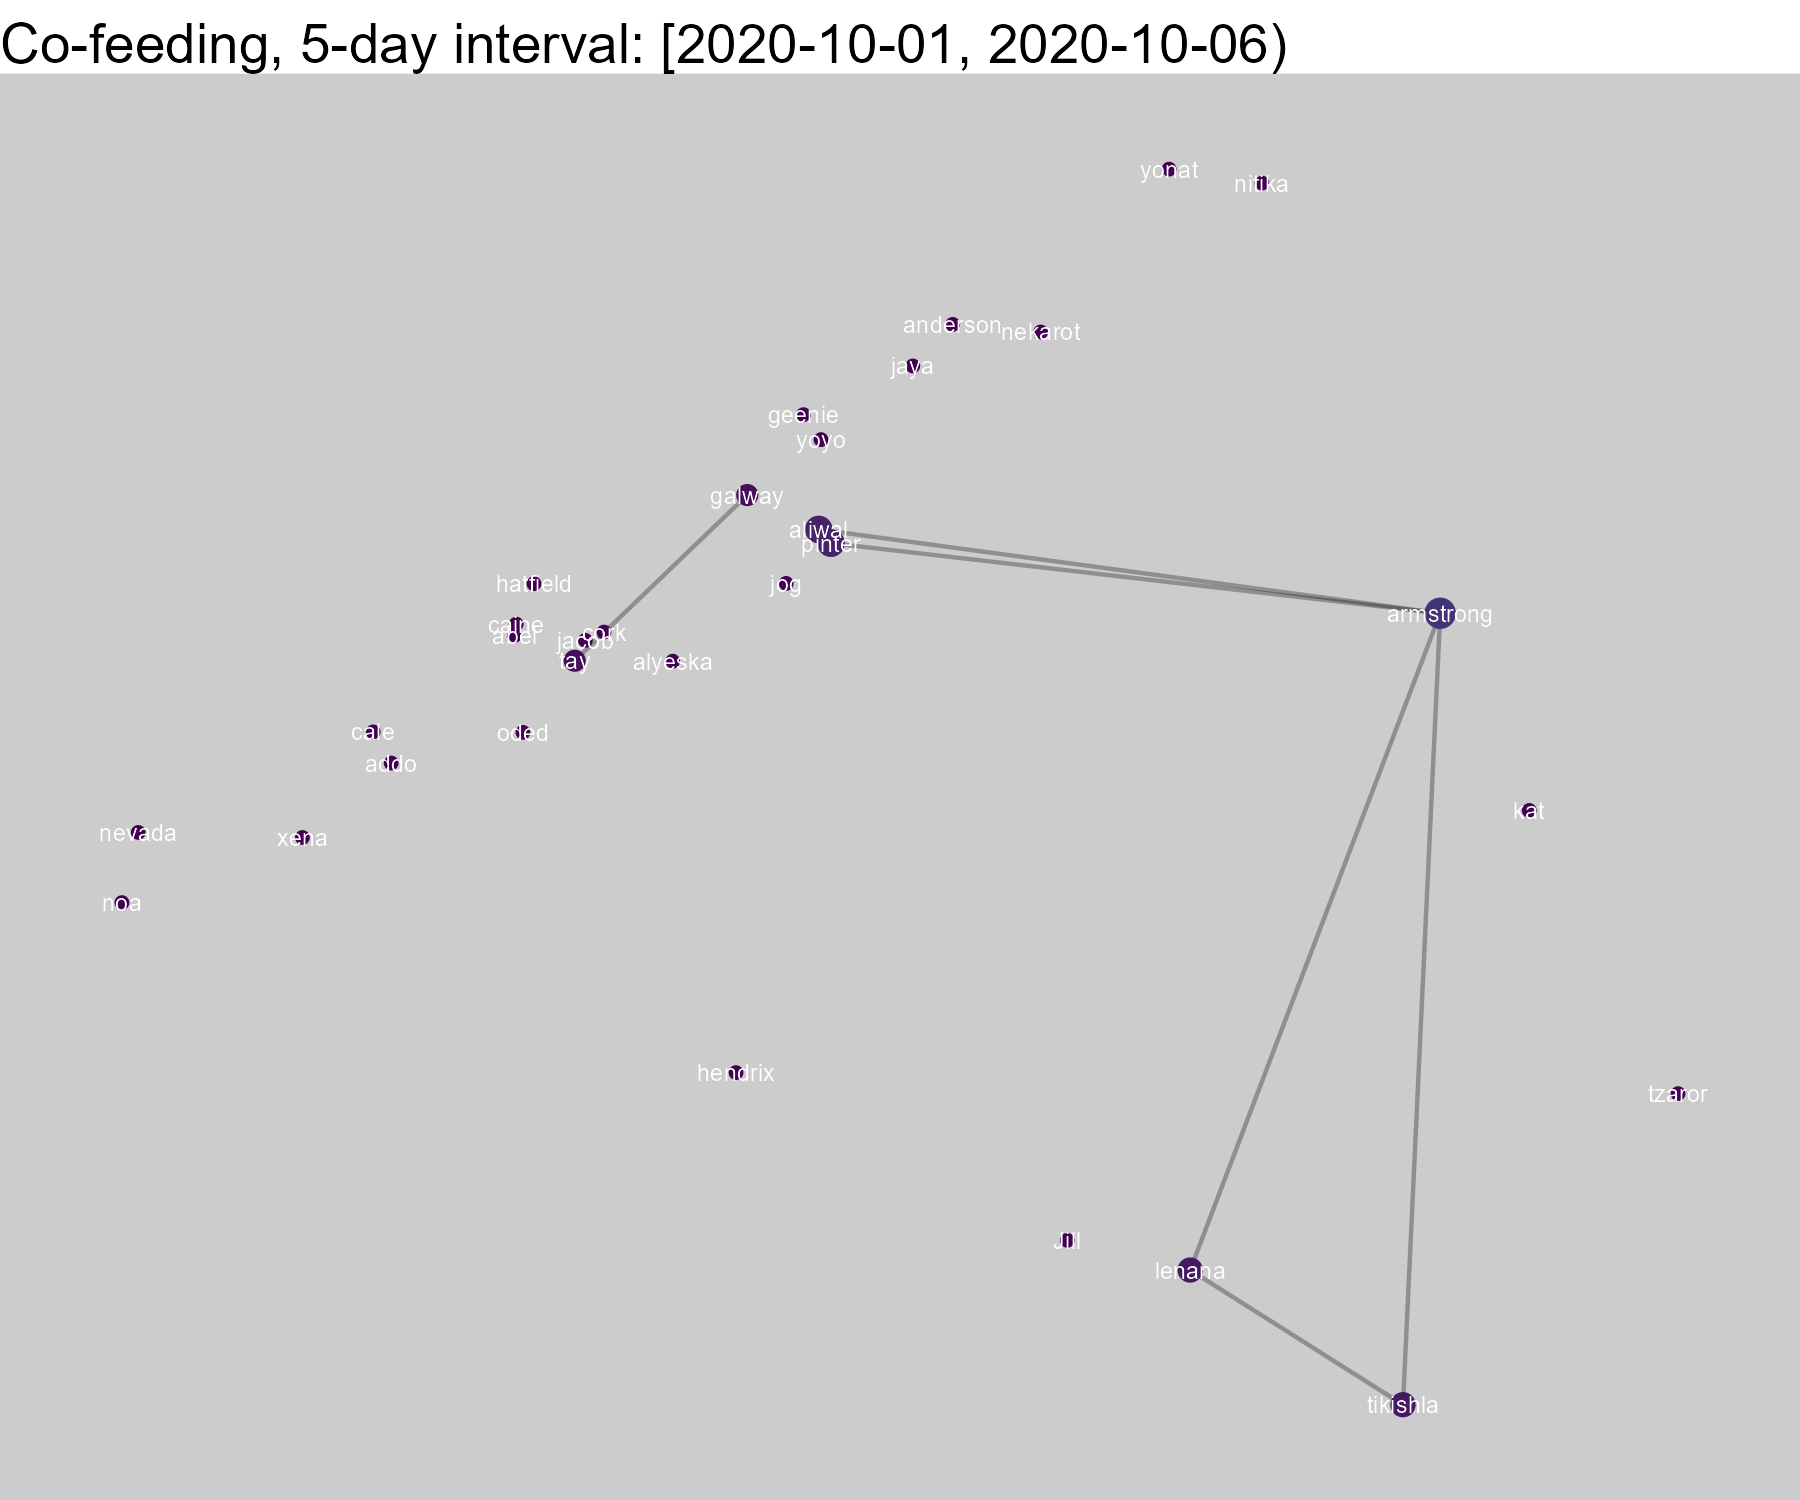 Co-feeding, 5-day interval: [2020-10-01, 2020-10-06)
yonat
nitika
anderson
nekarot
jaya
geenie
yoyo
galway
aliwal
pinter
hatfield
jog
armstrong
caine
abel
cork
jacob
tay
alyeska
cale
oded
addo
kat
nevada
xena
noa
hendrix
tzaror
Jill
lenana
tikishla